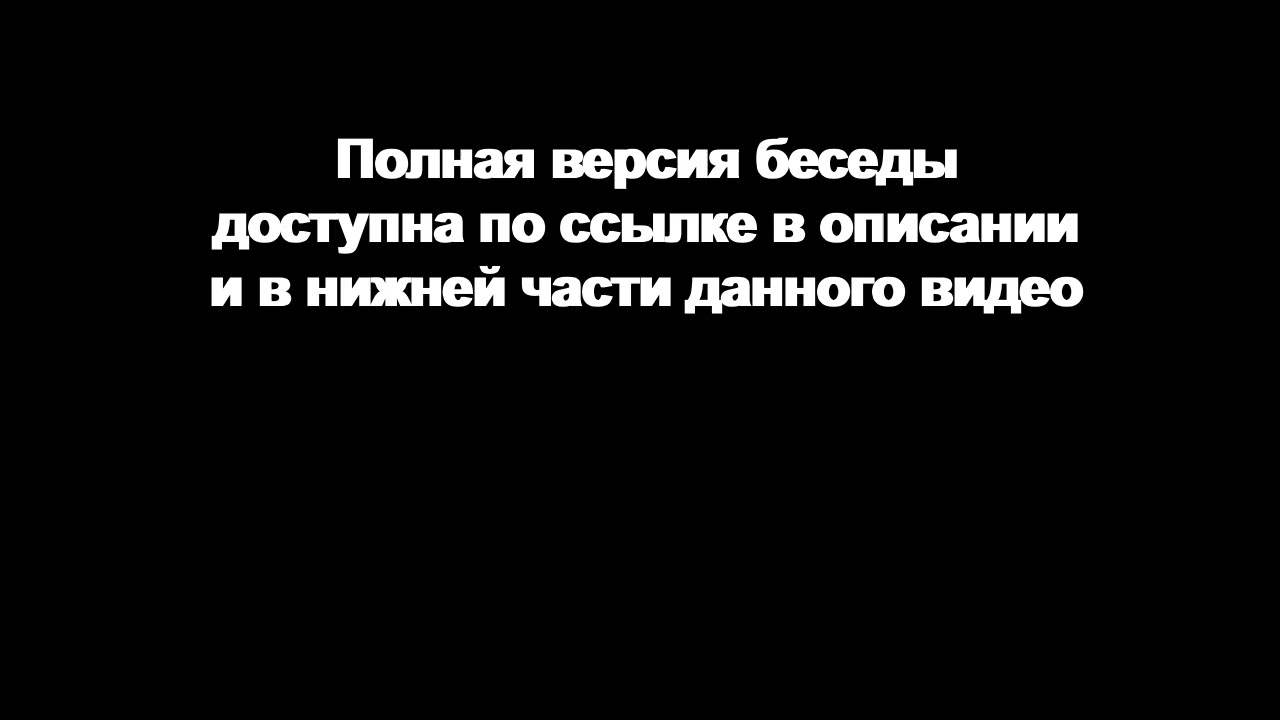 Полная версия беседы
доступна по ссылке в описании
и в нижней части данного видео